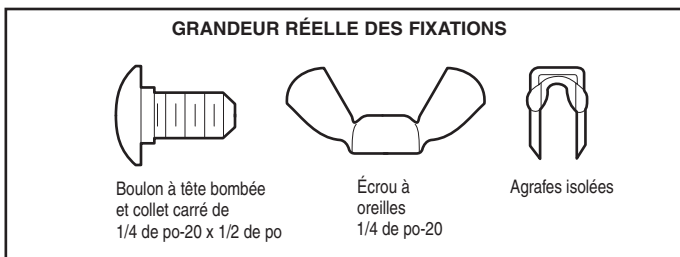 GRANDEUR RÉELLE DES FIXATIONS
Boulon à tête bombée
et collet carré de
1/4 de po-20 x 1/2 de po
Écrou à
oreilles
1/4 de po-20
Agrafes isolées